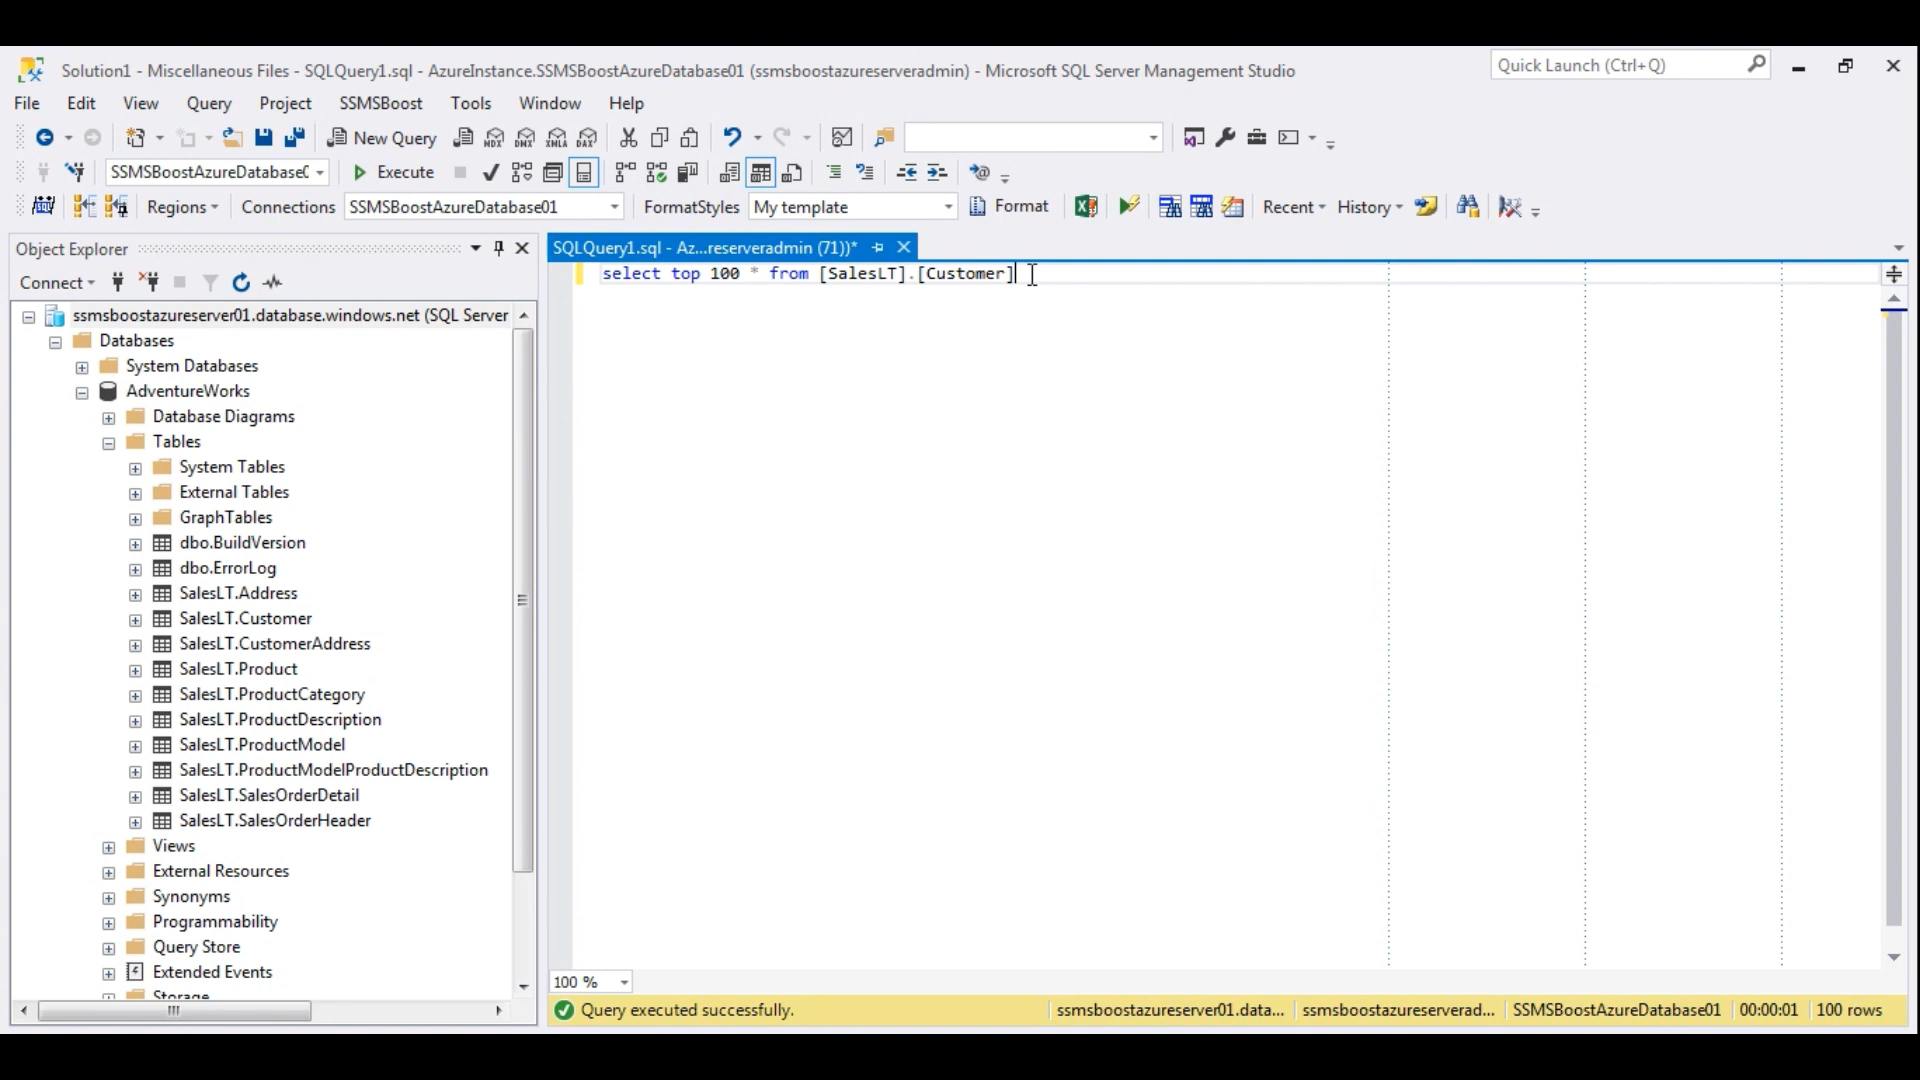 Solution1 - Miscellaneous Files - SQLQuery1.sql - AzureInstance.SSMSBoostAzureDatabase01 (ssmsboostazureserveradmin) - Microsoft SQL Server Management Studio
Quick Launch (Ctrl+Q)
File Edit View Query Project SSMSBoost Tools Window Help
New Query MDX DMX XMLA DAX
SSMSBoostAzureDatabase Execute
Regions Connections SSMSBoostAzureDatabase01 FormatStyles My template Format Recent History
Object Explorer
SQLQuery1.sql - Az...reserveradmin (71))*
Connect
select top 100 * from [SalesLT].[Customer]
ssmsboostazureserver01.database.windows.net (SQL Server
Databases
System Databases
AdventureWorks
Database Diagrams
Tables
System Tables
External Tables
GraphTables
dbo.BuildVersion
dbo.ErrorLog
SalesLT.Address
SalesLT.Customer
SalesLT.CustomerAddress
SalesLT.Product
SalesLT.ProductCategory
SalesLT.ProductDescription
SalesLT.ProductModel
SalesLT.ProductModelProductDescription
SalesLT.SalesOrderDetail
SalesLT.SalesOrderHeader
Views
External Resources
Synonyms
Programmability
Query Store
Extended Events
Storage
100 %
Query executed successfully. ssmsboostazureserver01.data... ssmsboostazureserverad... SSMSBoostAzureDatabase01 00:00:01 100 rows